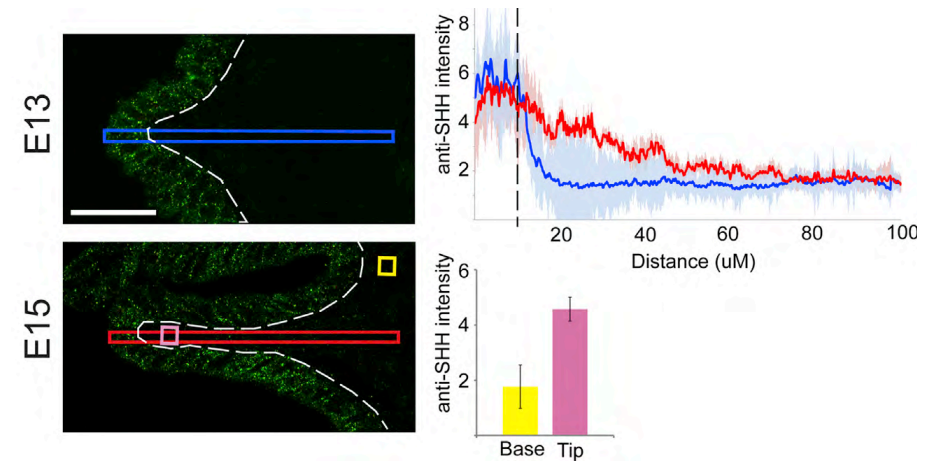 E13
E15
anti-SHH intensity
8
6
4
2
20
40
60
80
100
Distance (uM)
anti-SHH intensity
6
4
2
Base
Tip